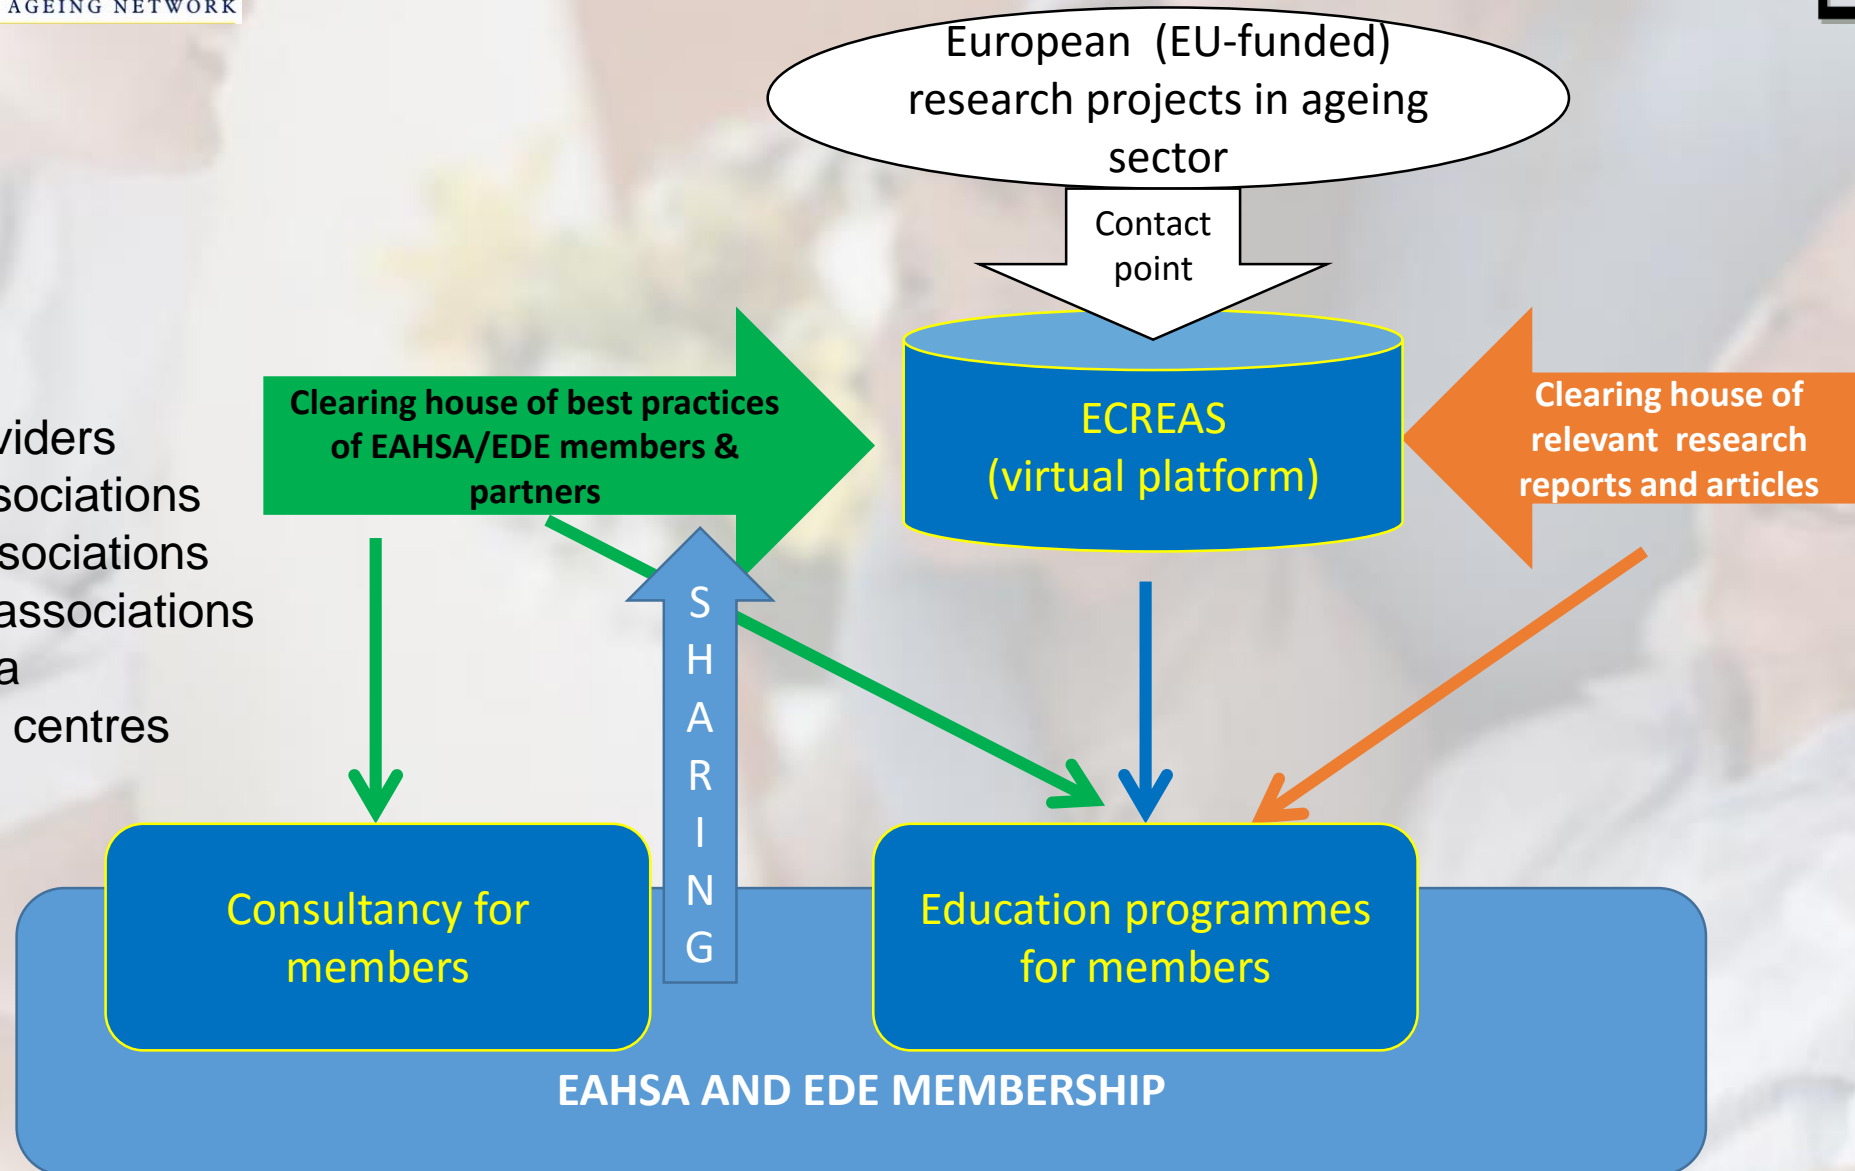 AGEING NETWORK
European (EU-funded)
research projects in ageing
sector
Contact
point
Clearing house of best practices
of EAHSA/EDE members &
partners
ECREAS
(virtual platform)
Clearing house of
relevant research
reports and articles
viders
sociations
sociations
associations
a
centres
S
H
A
R
I
N
G
Consultancy for
members
Education programmes
for members
EAHSA AND EDE MEMBERSHIP